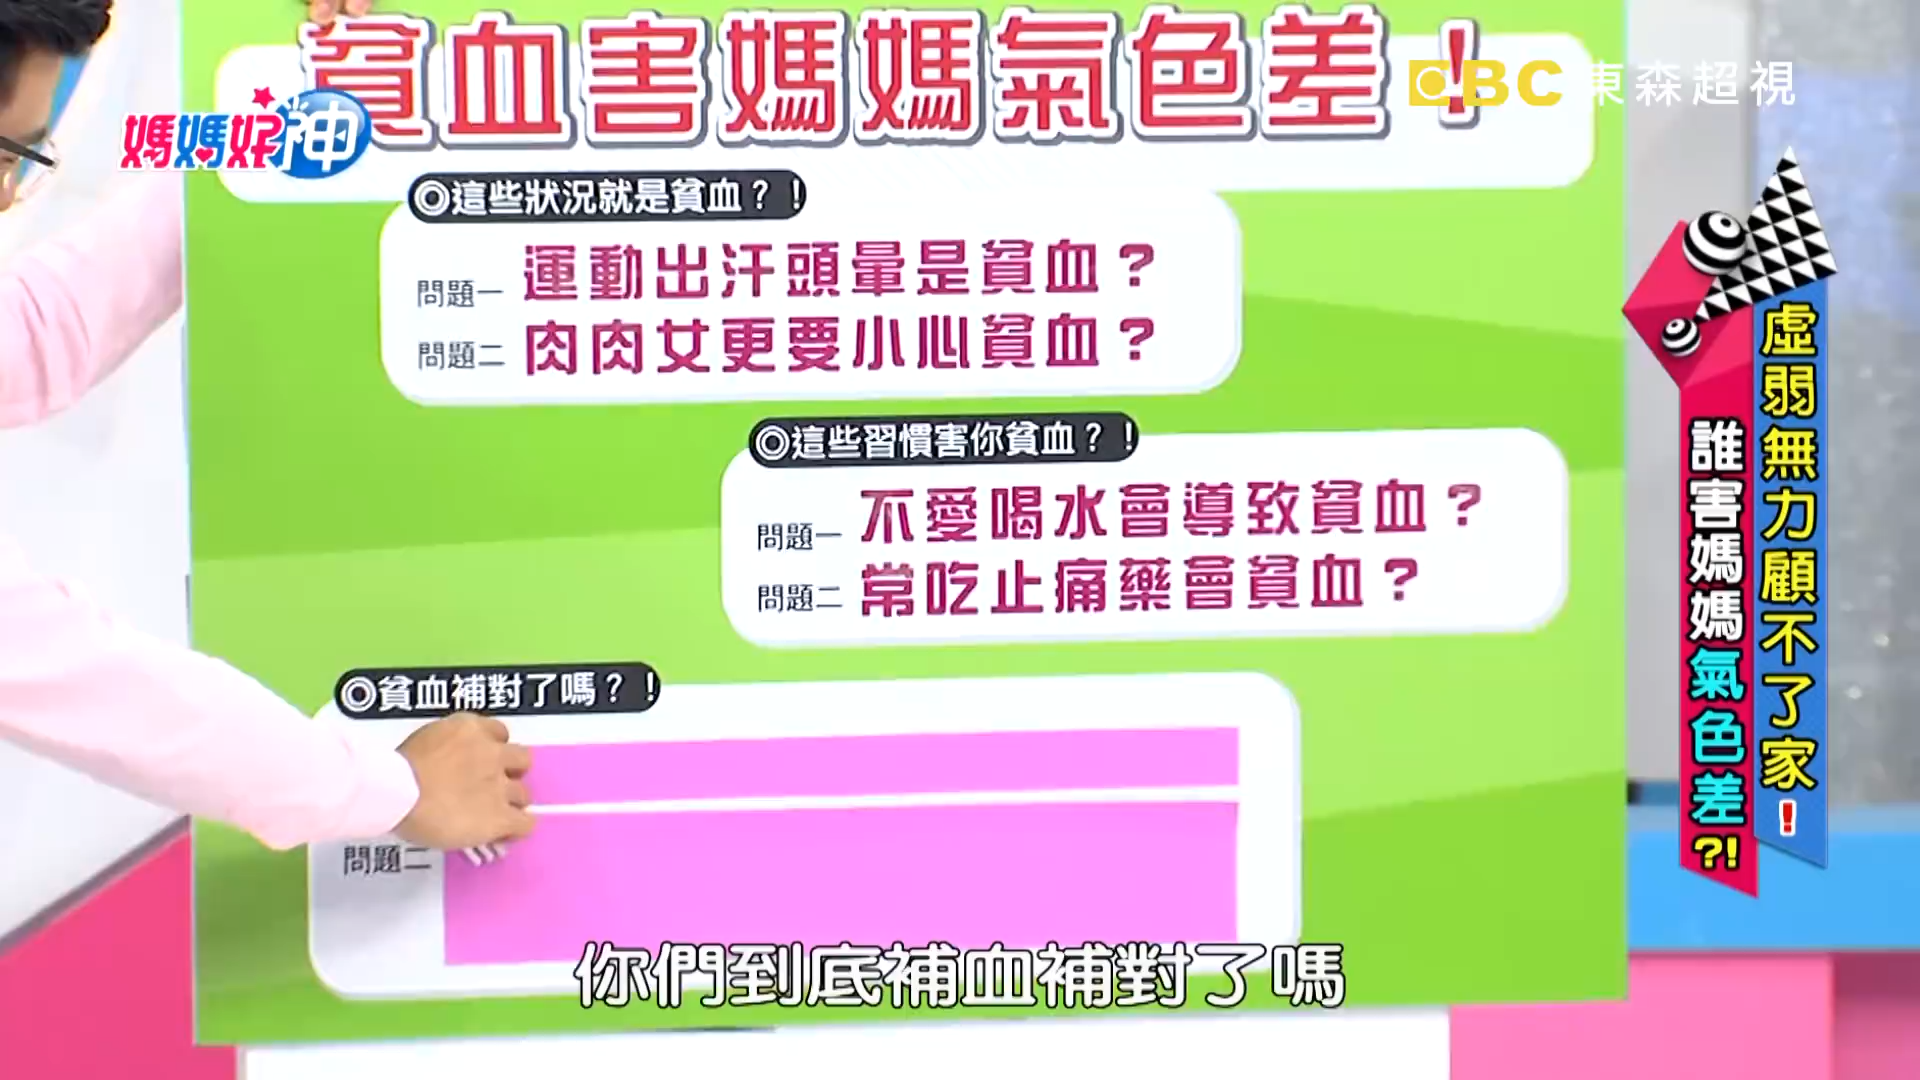 貧血害媽媽氣色差！
媽媽好神
EBC 東森超視
◎這些狀況就是貧血？！
問題一 運動出汗頭暈是貧血？
問題二 肉肉女更要小心貧血？
◎這些習慣害你貧血？！
問題一 不愛喝水會導致貧血？
問題二 常吃止痛藥會貧血？
◎貧血補對了嗎？！
問題二
虛弱無力顧不了家！
誰害媽媽氣色差?!
你們到底補血補對了嗎